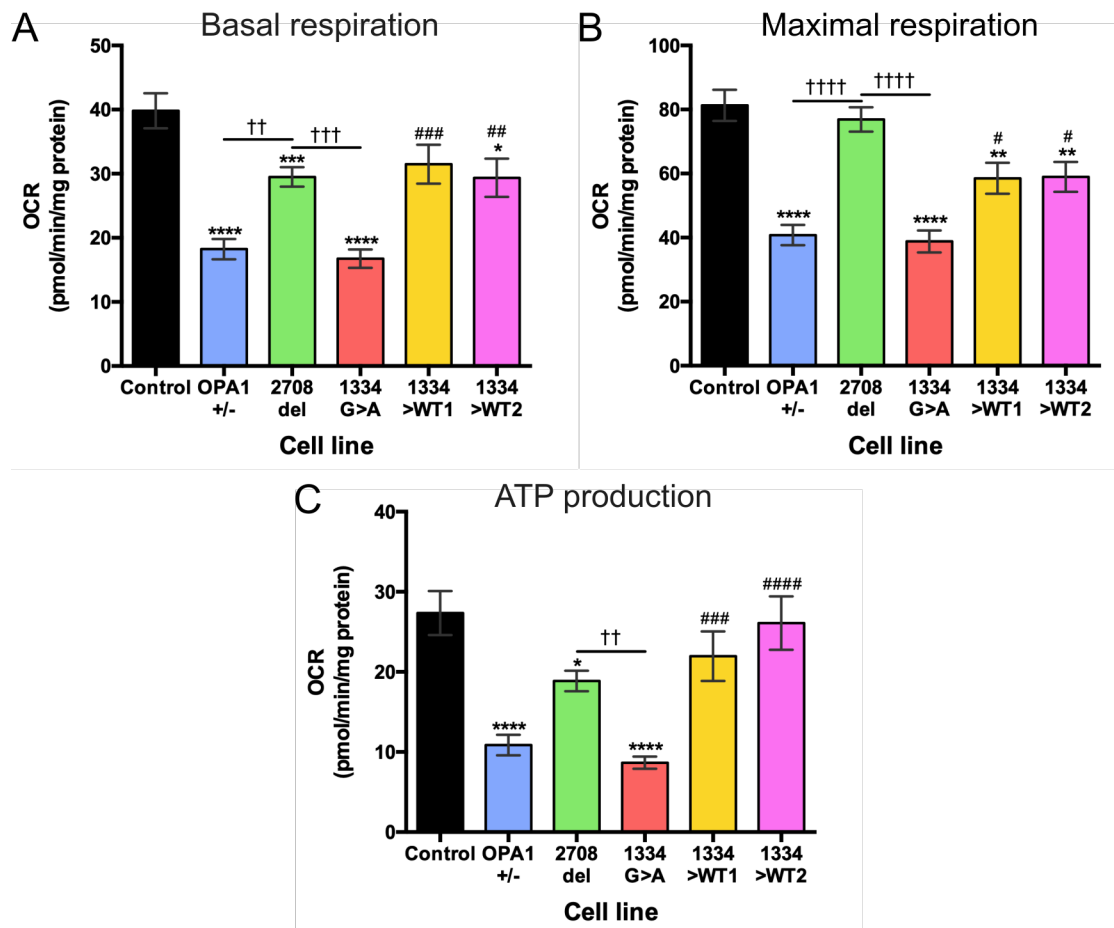 A
Basal respiration
OCR
(pmol/min/mg protein)
50
40
30
20
10
0
††
†††
****
***
****
###
##
*
Control OPA1 2708 1334 1334 1334
+/- del G>A >WT1 >WT2
Cell line
B
Maximal respiration
OCR
(pmol/min/mg protein)
100
80
60
40
20
0
††††
††††
****
****
#
**
#
**
Control OPA1 2708 1334 1334 1334
+/- del G>A >WT1 >WT2
Cell line
C
ATP production
OCR
(pmol/min/mg protein)
40
30
20
10
0
††
****
*
****
###
####
Control OPA1 2708 1334 1334 1334
+/- del G>A >WT1 >WT2
Cell line